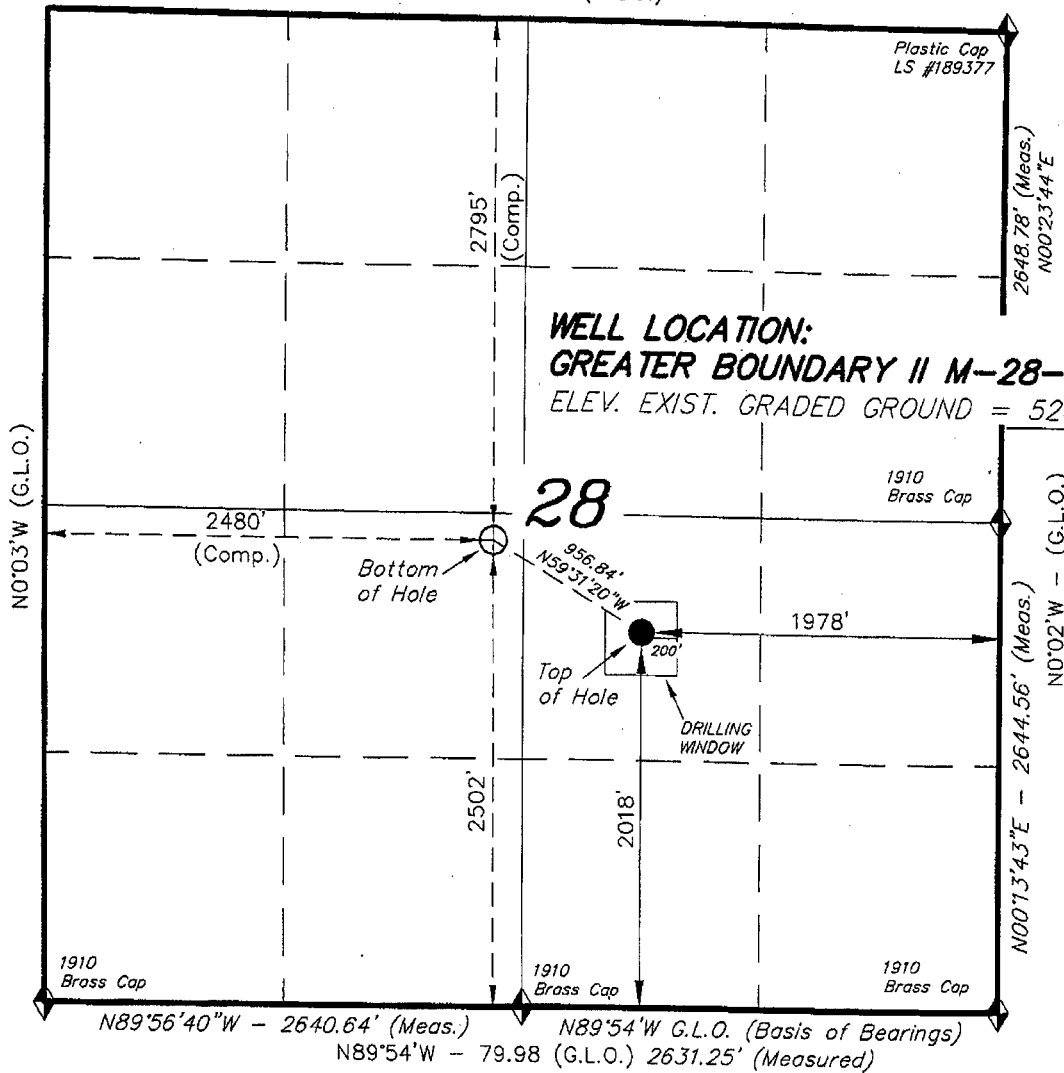 Plastic Cap
LS #189377
2648.78' (Meas.)
N00°23'44"E
2795'
(Comp.)
WELL LOCATION:
GREATER BOUNDARY II M-28-
ELEV. EXIST. GRADED GROUND = 52
N0°03'W (G.L.O.)
1910
Brass Cap
28
2480'
(Comp.)
Bottom
of Hole
956.84'
N59°31'20"W
1978'
200'
Top
of Hole
DRILLING
WINDOW
2502'
2018'
N00°13'43"E - 2644.56' (Meas.)
N0°02'W - (G.L.O.)
1910
Brass Cap
1910
Brass Cap
1910
Brass Cap
N89°56'40"W - 2640.64' (Meas.)
N89°54'W G.L.O. (Basis of Bearings)
N89°54'W - 79.98 (G.L.O.) 2631.25' (Measured)